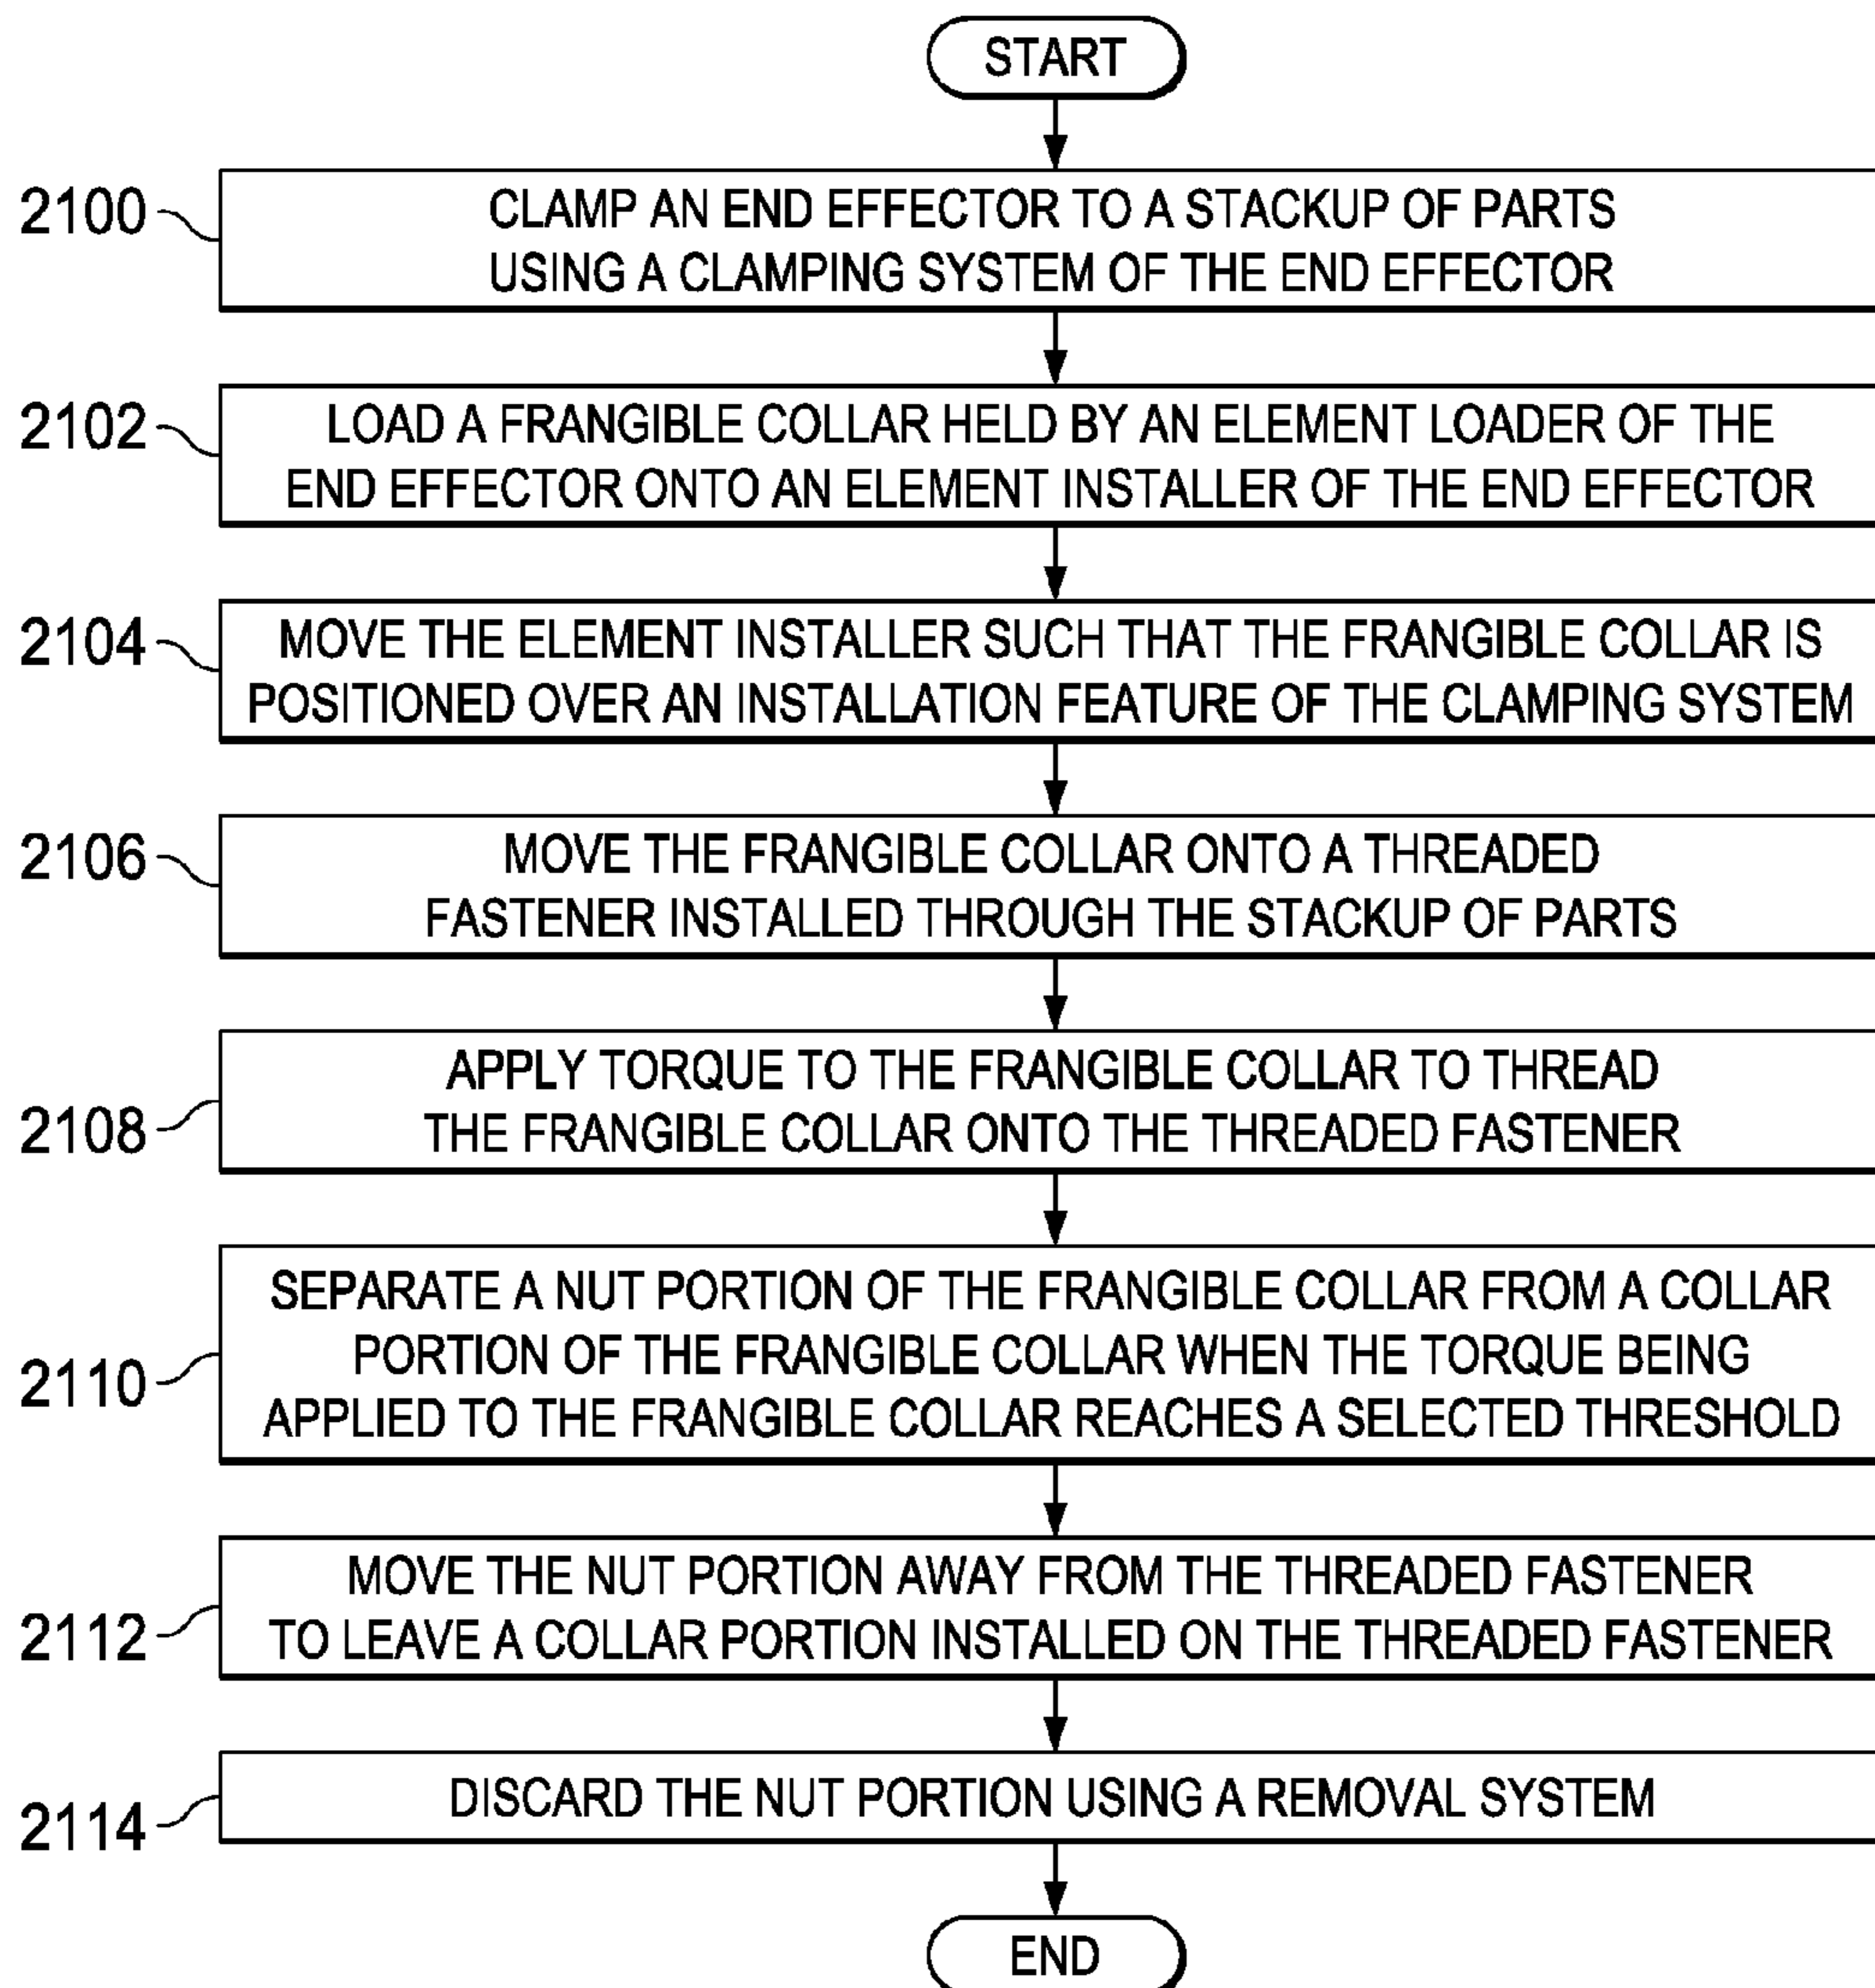 START
2100
CLAMP AN END EFFECTOR TO A STACKUP OF PARTS
USING A CLAMPING SYSTEM OF THE END EFFECTOR
2102
LOAD A FRANGIBLE COLLAR HELD BY AN ELEMENT LOADER OF THE
END EFFECTOR ONTO AN ELEMENT INSTALLER OF THE END EFFECTOR
2104
MOVE THE ELEMENT INSTALLER SUCH THAT THE FRANGIBLE COLLAR IS
POSITIONED OVER AN INSTALLATION FEATURE OF THE CLAMPING SYSTEM
2106
MOVE THE FRANGIBLE COLLAR ONTO A THREADED
FASTENER INSTALLED THROUGH THE STACKUP OF PARTS
2108
APPLY TORQUE TO THE FRANGIBLE COLLAR TO THREAD
THE FRANGIBLE COLLAR ONTO THE THREADED FASTENER
2110
SEPARATE A NUT PORTION OF THE FRANGIBLE COLLAR FROM A COLLAR
PORTION OF THE FRANGIBLE COLLAR WHEN THE TORQUE BEING
APPLIED TO THE FRANGIBLE COLLAR REACHES A SELECTED THRESHOLD
2112
MOVE THE NUT PORTION AWAY FROM THE THREADED FASTENER
TO LEAVE A COLLAR PORTION INSTALLED ON THE THREADED FASTENER
2114
DISCARD THE NUT PORTION USING A REMOVAL SYSTEM
END